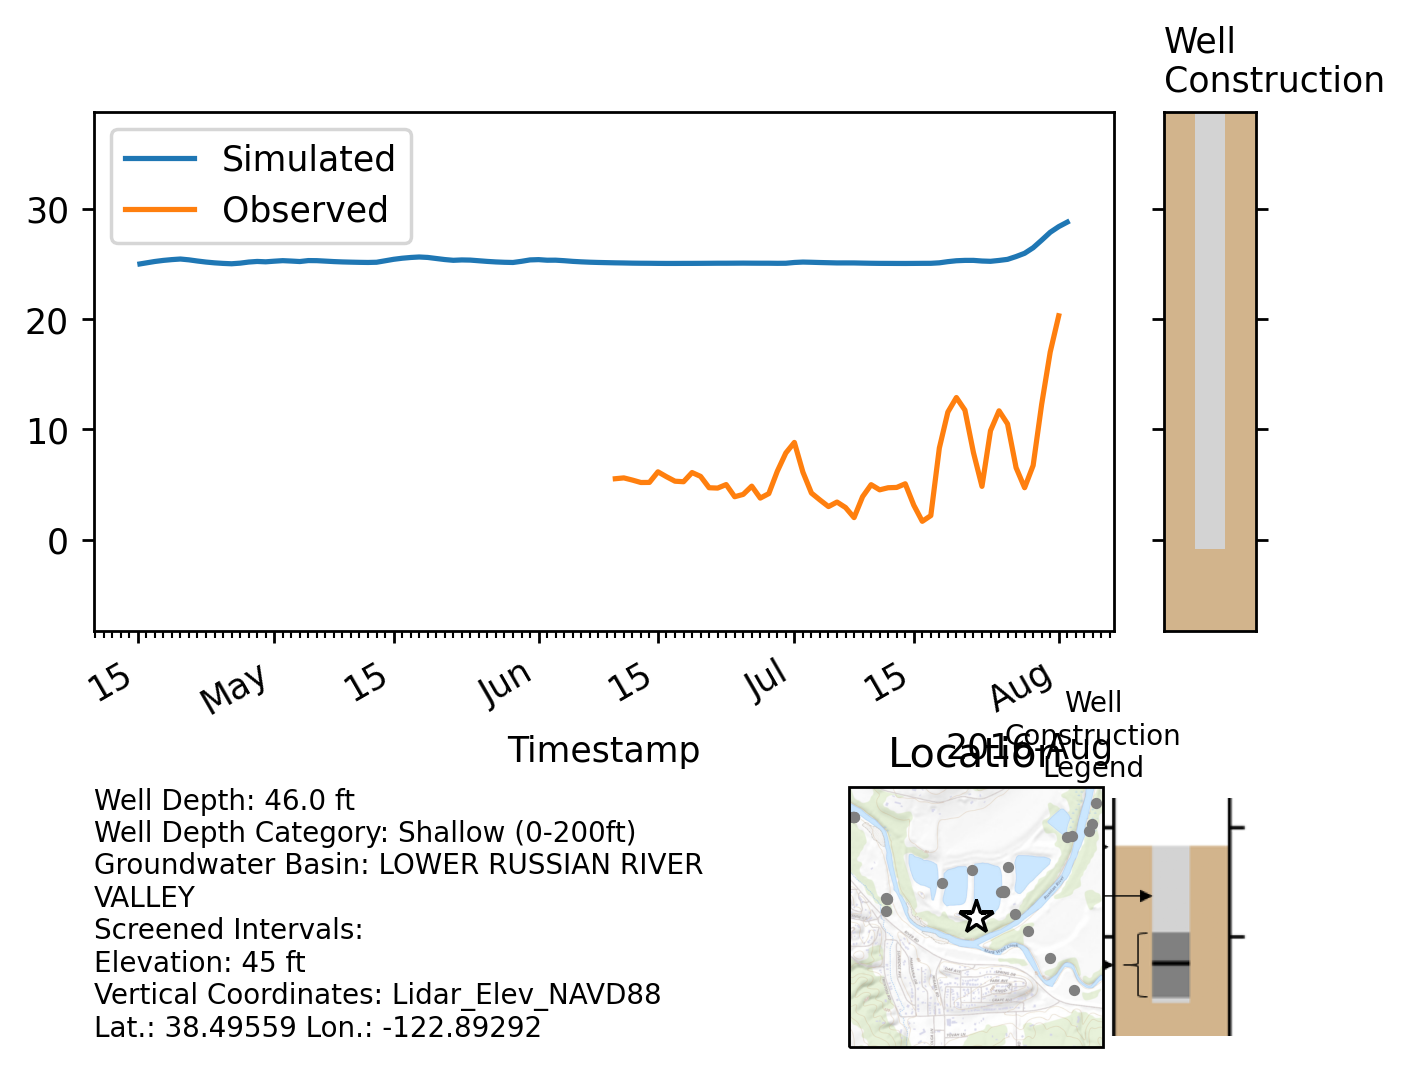 Well
Construction
Simulated
Observed
30
20
10
0
15
May
15
Jun
15
Jul
15
Aug
Timestamp
2016-Aug
Location
Well
Construction
Legend
Well Depth: 46.0 ft
Well Depth Category: Shallow (0-200ft)
Groundwater Basin: LOWER RUSSIAN RIVER
VALLEY
Screened Intervals:
Elevation: 45 ft
Vertical Coordinates: Lidar_Elev_NAVD88
Lat.: 38.49559 Lon.: -122.89292